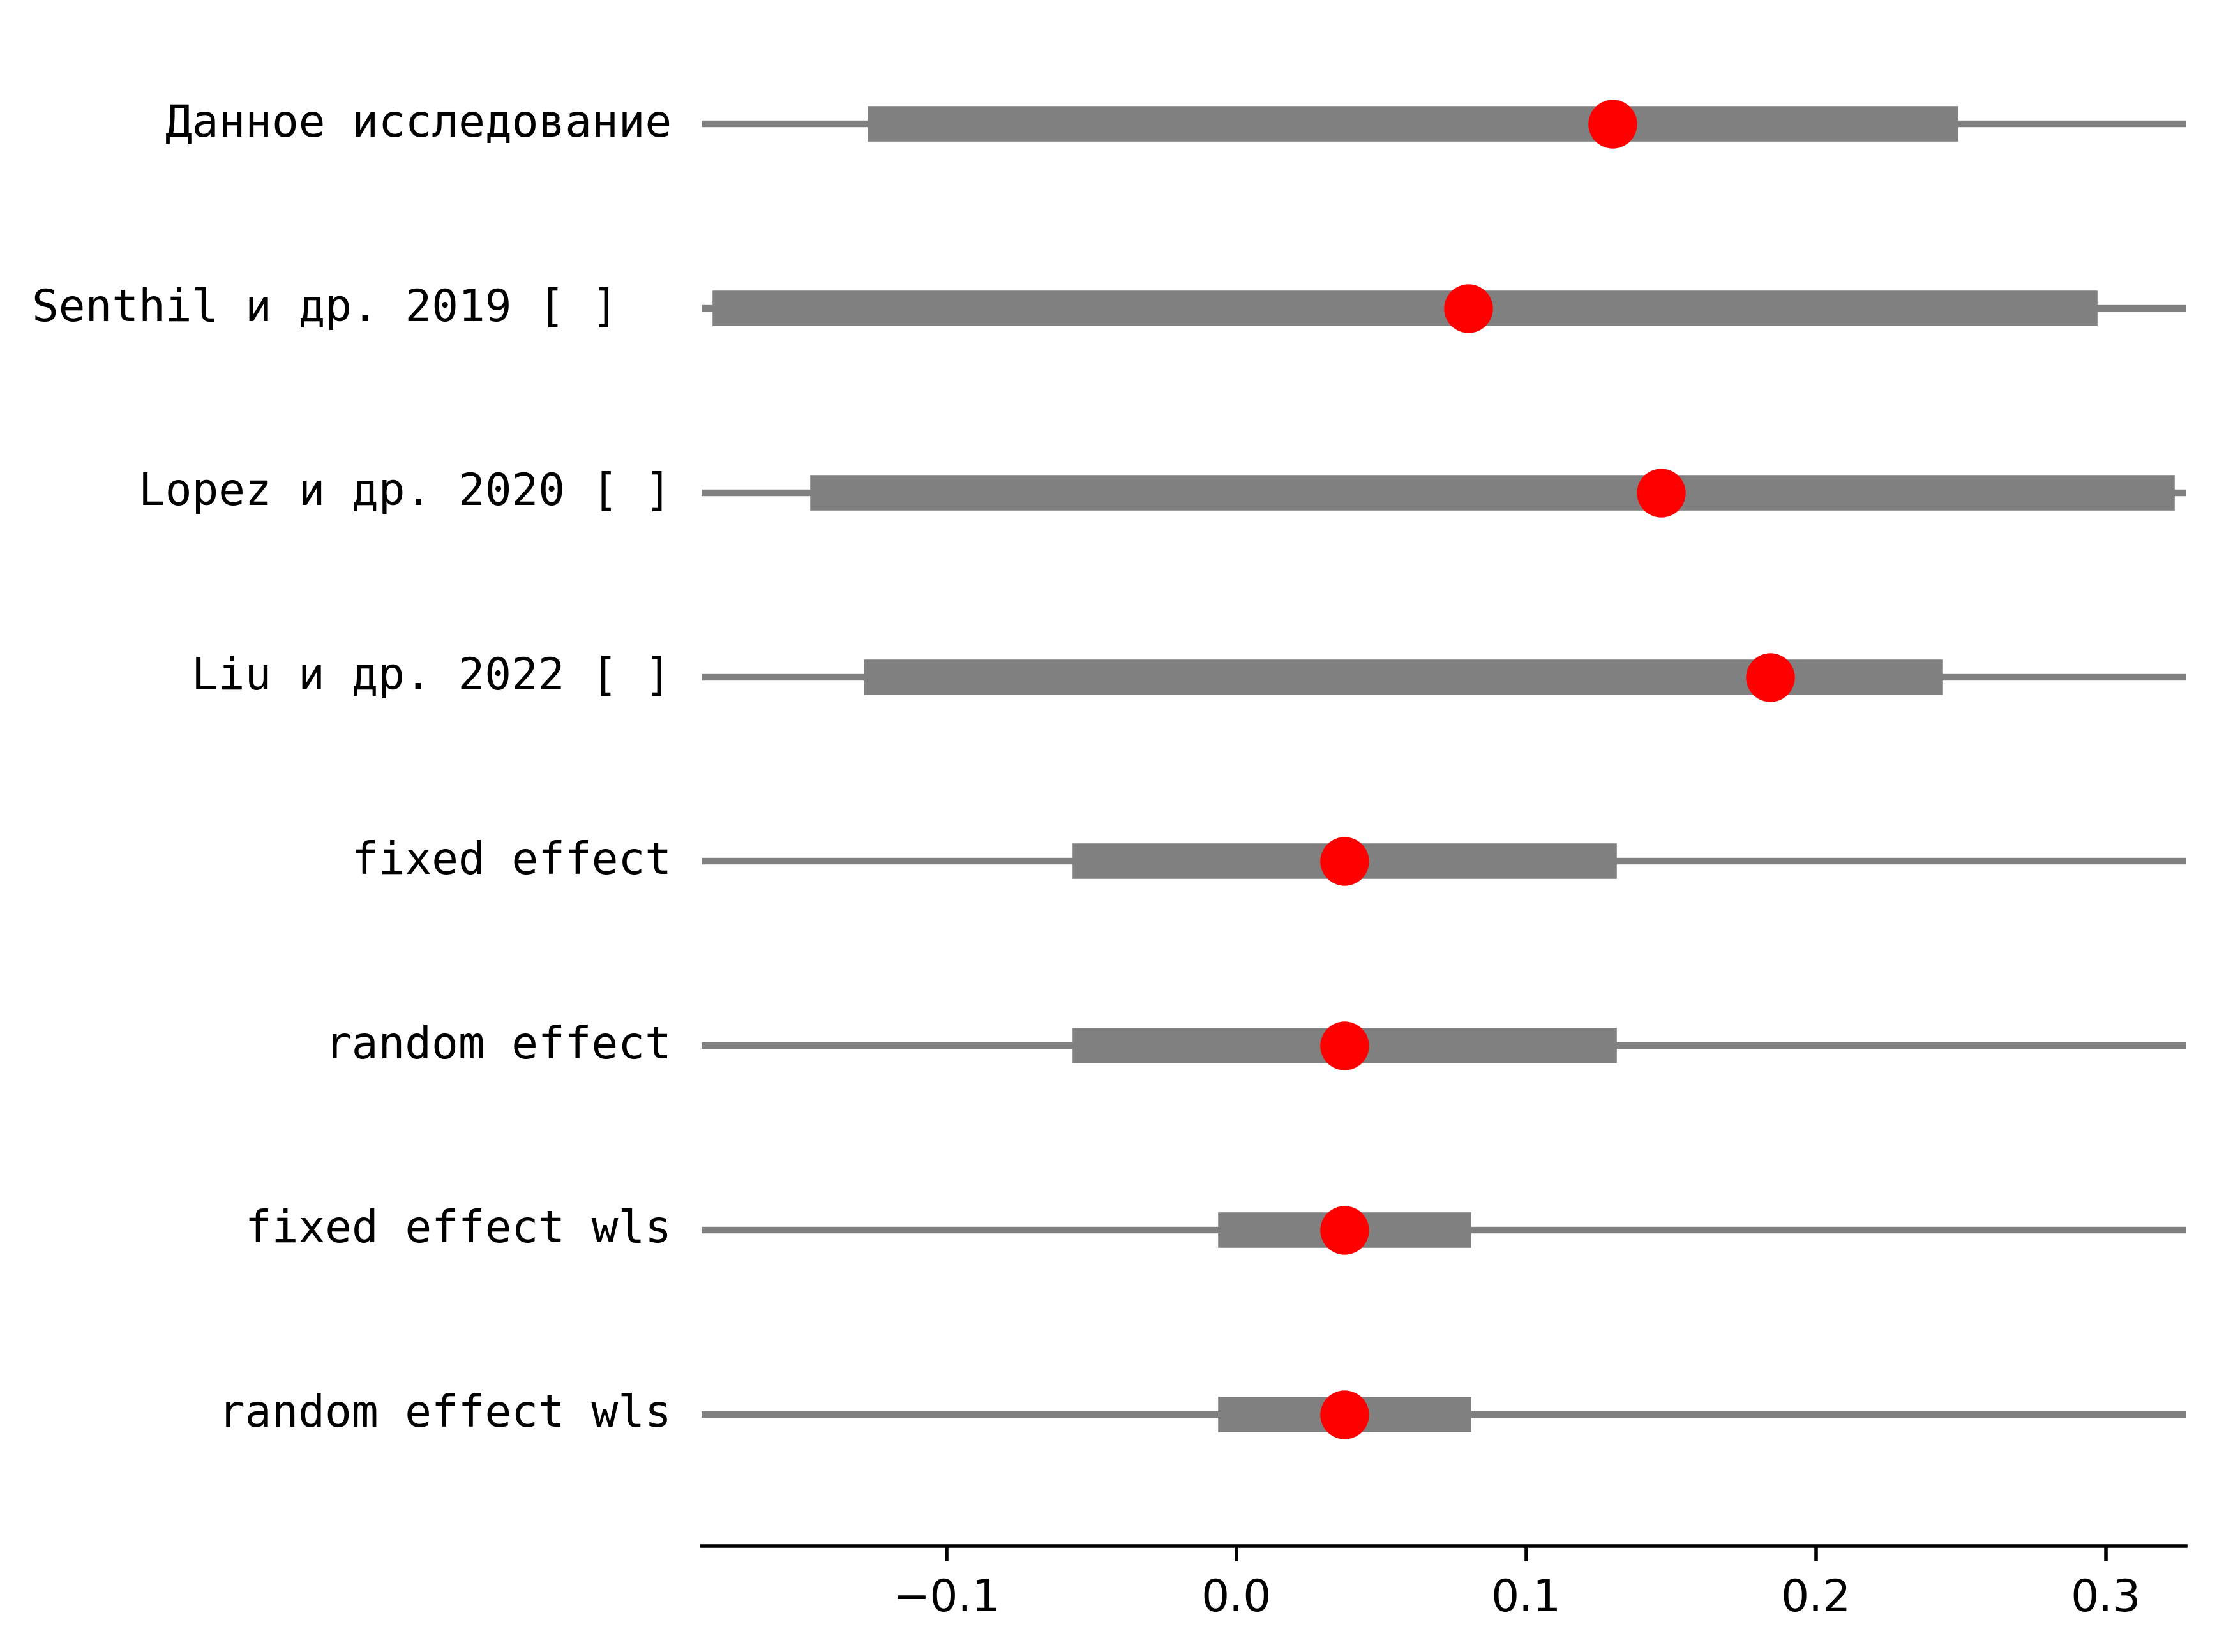 Данное исследование
Senthil и др. 2019 [ ]
Lopez и др. 2020 [ ]
Liu и др. 2022 [ ]
fixed effect
random effect
fixed effect wls
random effect wls
−0.1 0.0 0.1 0.2 0.3